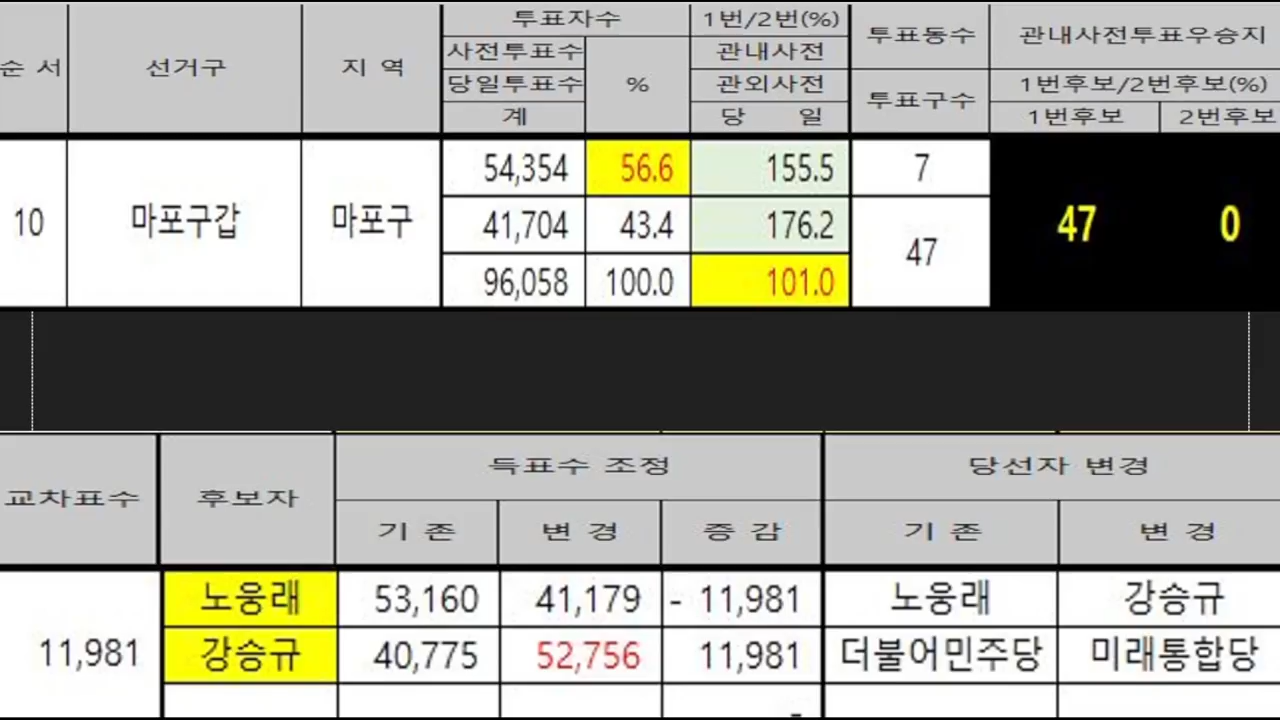 순 서 선거구 지 역 투표자수 1번/2번(%) 투표동수 관내사전투표우승지
사전투표수 % 관내사전
당일투표수 관외사전 투표구수 1번후보/2번후보(%)
계 당 일 1번후보 2번후보
10 마포구갑 마포구 54,354 56.6 155.5 7 47 0
41,704 43.4 176.2 47
96,058 100.0 101.0
교차표수 후보자 득표수 조정 당선자 변경
기 존 변 경 증 감 기 존 변 경
11,981 노웅래 53,160 41,179 - 11,981 노웅래 강승규
강승규 40,775 52,756 11,981 더불어민주당 미래통합당
-